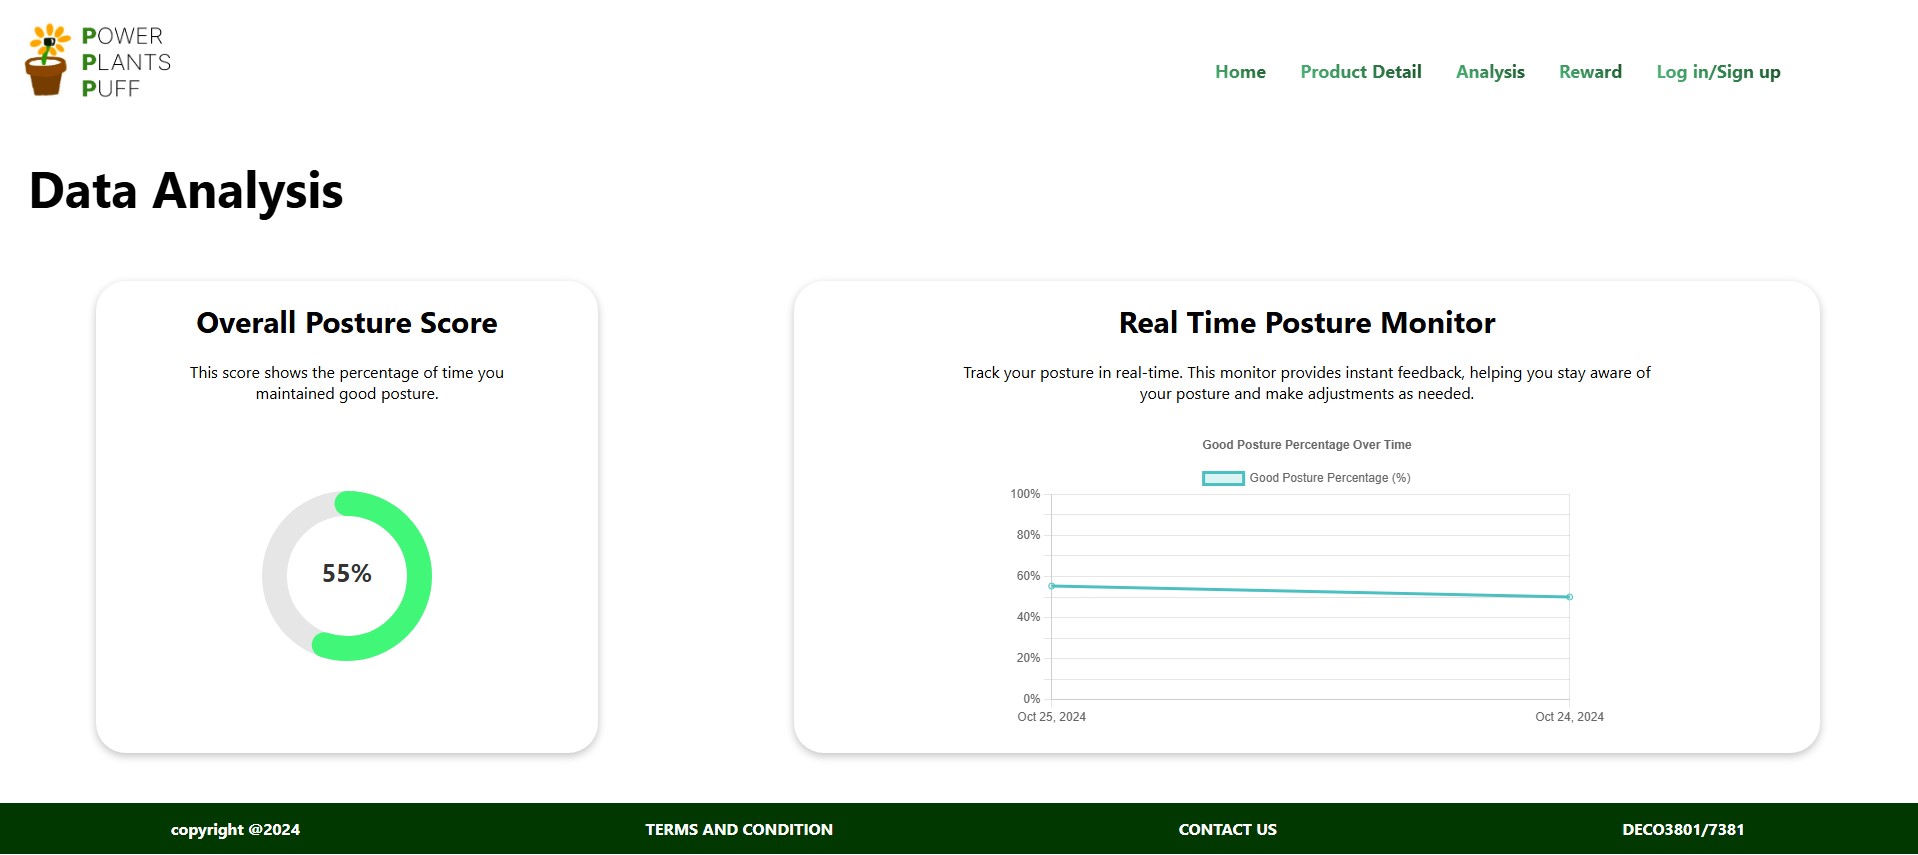 POWER
PLANTS
PUFF
Home Product Detail Analysis Reward Log in/Sign up
Data Analysis
Overall Posture Score
This score shows the percentage of time you
maintained good posture.
55%
Real Time Posture Monitor
Track your posture in real-time. This monitor provides instant feedback, helping you stay aware of
your posture and make adjustments as needed.
Good Posture Percentage Over Time
Good Posture Percentage (%)
100%
80%
60%
40%
20%
0%
Oct 25, 2024 Oct 24, 2024
copyright @2024 TERMS AND CONDITION CONTACT US DECO3801/7381